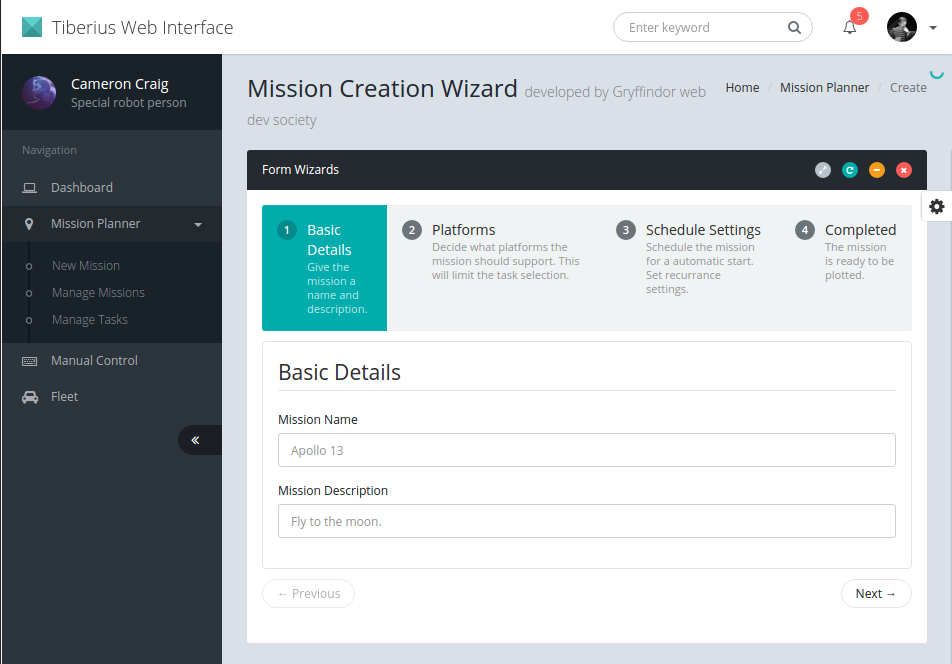 Tiberius Web Interface
Enter keyword
5
Cameron Craig
Special robot person
Navigation
Dashboard
Mission Planner
New Mission
Manage Missions
Manage Tasks
Manual Control
Fleet
«
Mission Creation Wizard developed by Gryffindor web
dev society
Home / Mission Planner / Create
Form Wizards
1 Basic
Details
Give the
mission a
name and
description.
2 Platforms
Decide what platforms the
mission should support. This
will limit the task selection.
3 Schedule Settings
Schedule the mission
for a automatic start.
Set recurrance
settings.
4 Completed
The mission
is ready to be
plotted.
Basic Details
Mission Name
Apollo 13
Mission Description
Fly to the moon.
← Previous
Next →